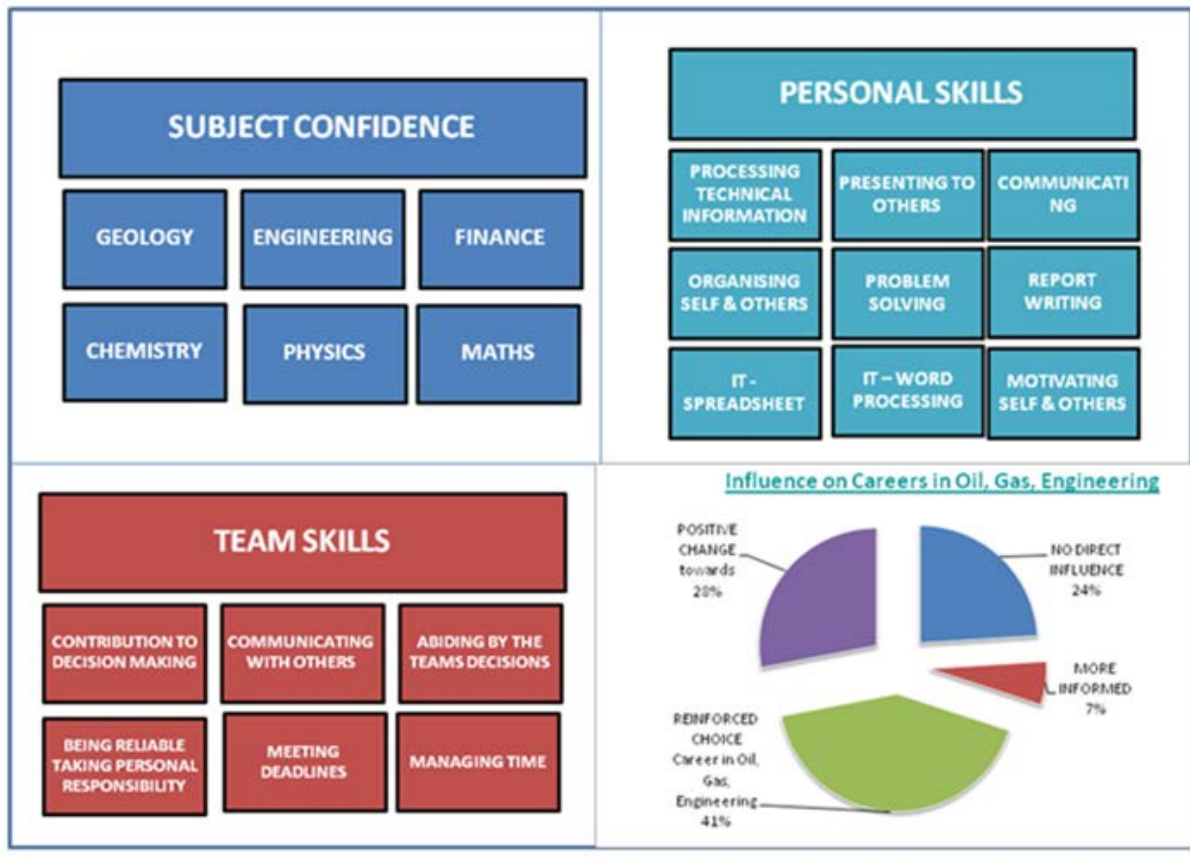 SUBJECT CONFIDENCE
GEOLOGY
ENGINEERING
FINANCE
CHEMISTRY
PHYSICS
MATHS
PERSONAL SKILLS
PROCESSING
TECHNICAL
INFORMATION
PRESENTING TO
OTHERS
COMMUNICATI
NG
ORGANISING
SELF & OTHERS
PROBLEM
SOLVING
REPORT
WRITING
IT -
SPREADSHEET
IT – WORD
PROCESSING
MOTIVATING
SELF & OTHERS
TEAM SKILLS
CONTRIBUTION TO
DECISION MAKING
COMMUNICATING
WITH OTHERS
ABIDING BY THE
TEAMS DECISIONS
BEING RELIABLE
TAKING PERSONAL
RESPONSIBILITY
MEETING
DEADLINES
MANAGING TIME
Influence on Careers in Oil, Gas, Engineering
POSITIVE
CHANGE
towards
28%
NO DIRECT
INFLUENCE
24%
MORE
INFORMED
7%
REINFORCED
CHOICE
Career in Oil,
Gas,
Engineering
41%